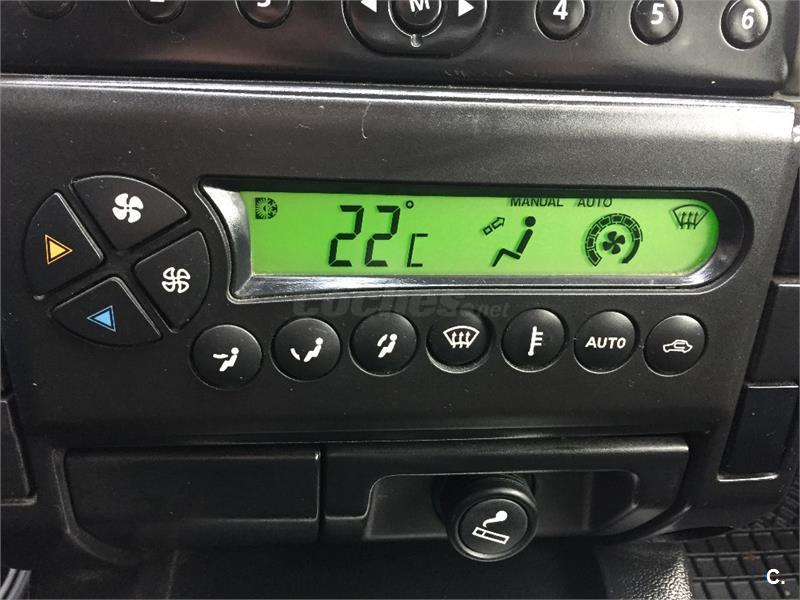 M 4 5 6
MANUAL AUTO
22°C
coches.net
AUTO
C.